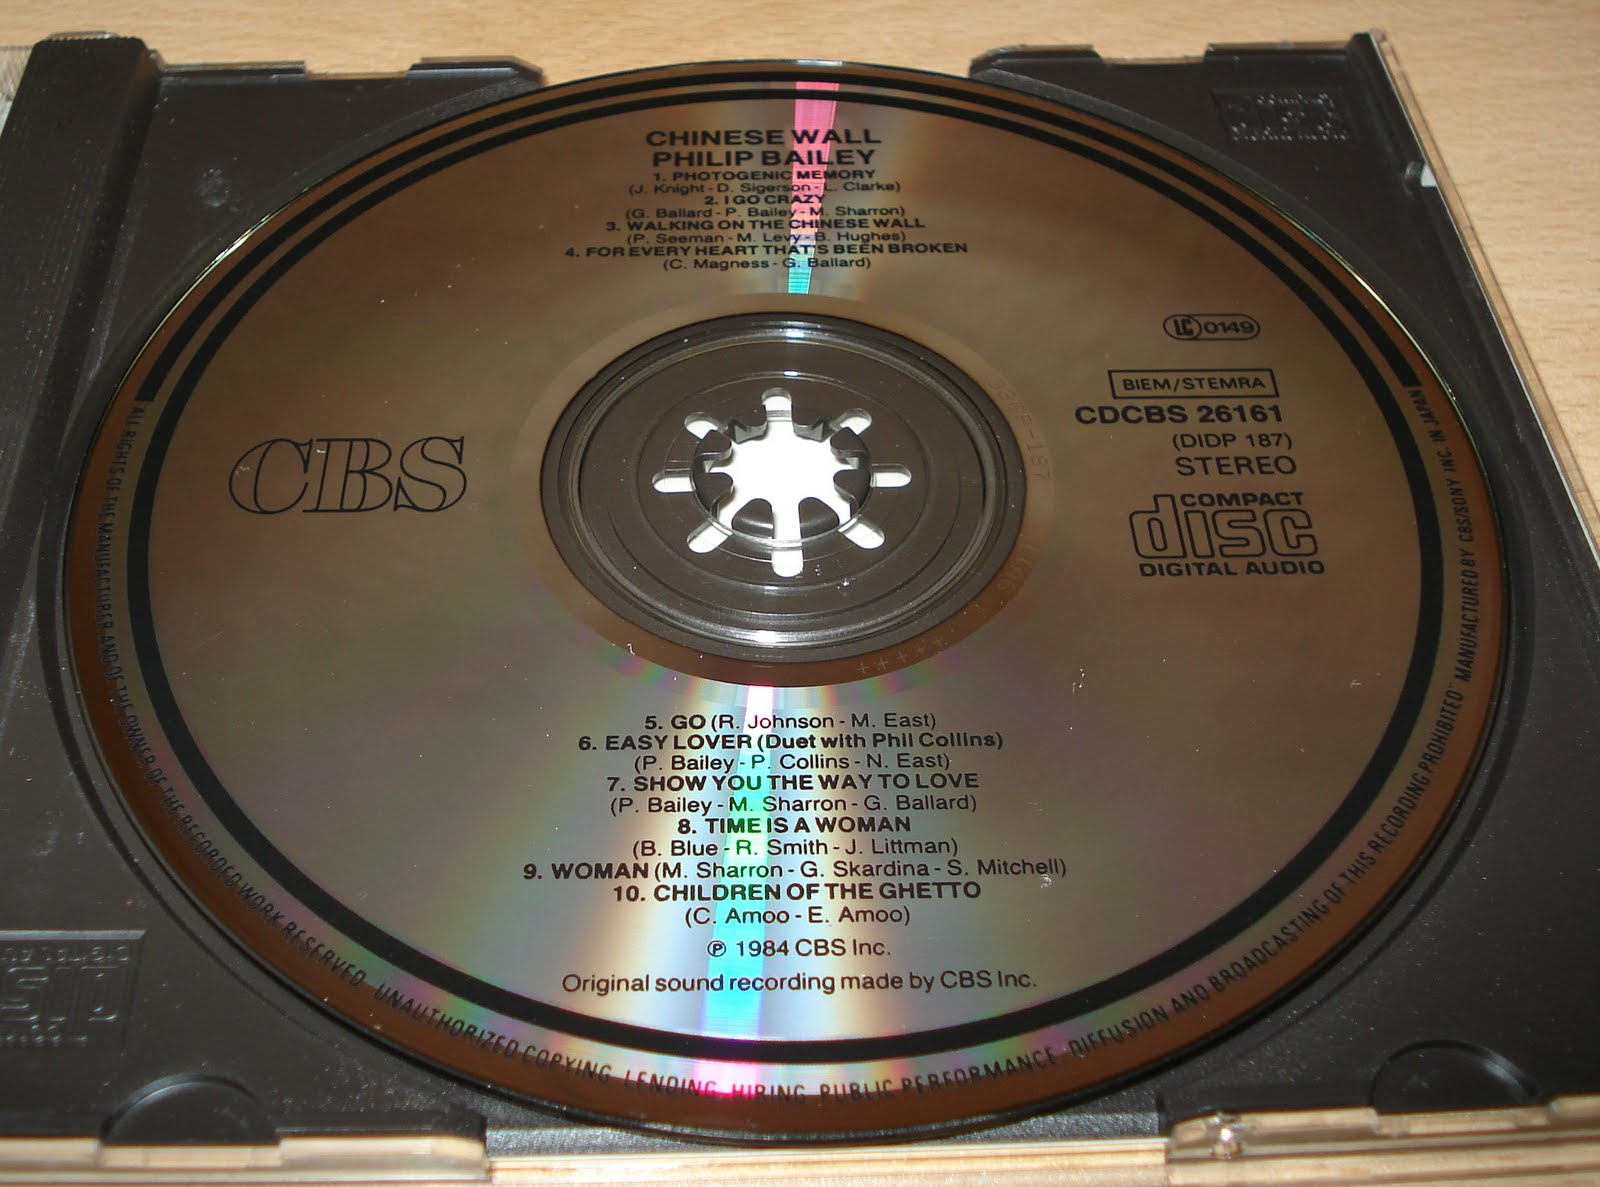 CHINESE WALL
PHILIP BAILEY
1. PHOTOGENIC MEMORY
(J. Knight - D. Sigerson - L. Clarke)
2. I GO CRAZY
(G. Ballard - P. Bailey - M. Sharron)
3. WALKING ON THE CHINESE WALL
(P. Seeman - M. Levy - B. Hughes)
4. FOR EVERY HEART THAT'S BEEN BROKEN
(C. Magness - G. Ballard)
LC 0149
BIEM/STEMRA
CDCBS 26161
(DIDP 187)
STEREO
COMPACT
disc
DIGITAL AUDIO
CBS
5. GO (R. Johnson - M. East)
6. EASY LOVER (Duet with Phil Collins)
(P. Bailey - P. Collins - N. East)
7. SHOW YOU THE WAY TO LOVE
(P. Bailey - M. Sharron - G. Ballard)
8. TIME IS A WOMAN
(B. Blue - R. Smith - J. Littman)
9. WOMAN (M. Sharron - G. Skardina - S. Mitchell)
10. CHILDREN OF THE GHETTO
(C. Amoo - E. Amoo)
℗ 1984 CBS Inc.
Original sound recording made by CBS Inc.
"ALL RIGHTS OF THE MANUFACTURER AND OF THE OWNER OF THE RECORDED WORK RESERVED. UNAUTHORIZED COPYING, LENDING, HIRING, PUBLIC PERFORMANCE, DIFFUSION AND BROADCASTING OF THIS RECORDING PROHIBITED" MANUFACTURED BY CBS/SONY INC. IN JAPAN